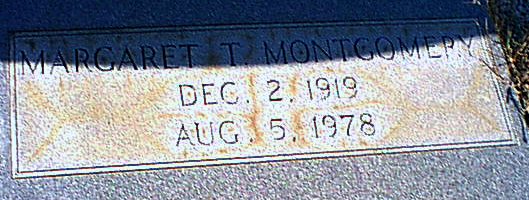 MARGARET T. MONTGOMERY
DEC. 2, 1919
AUG. 5, 1978